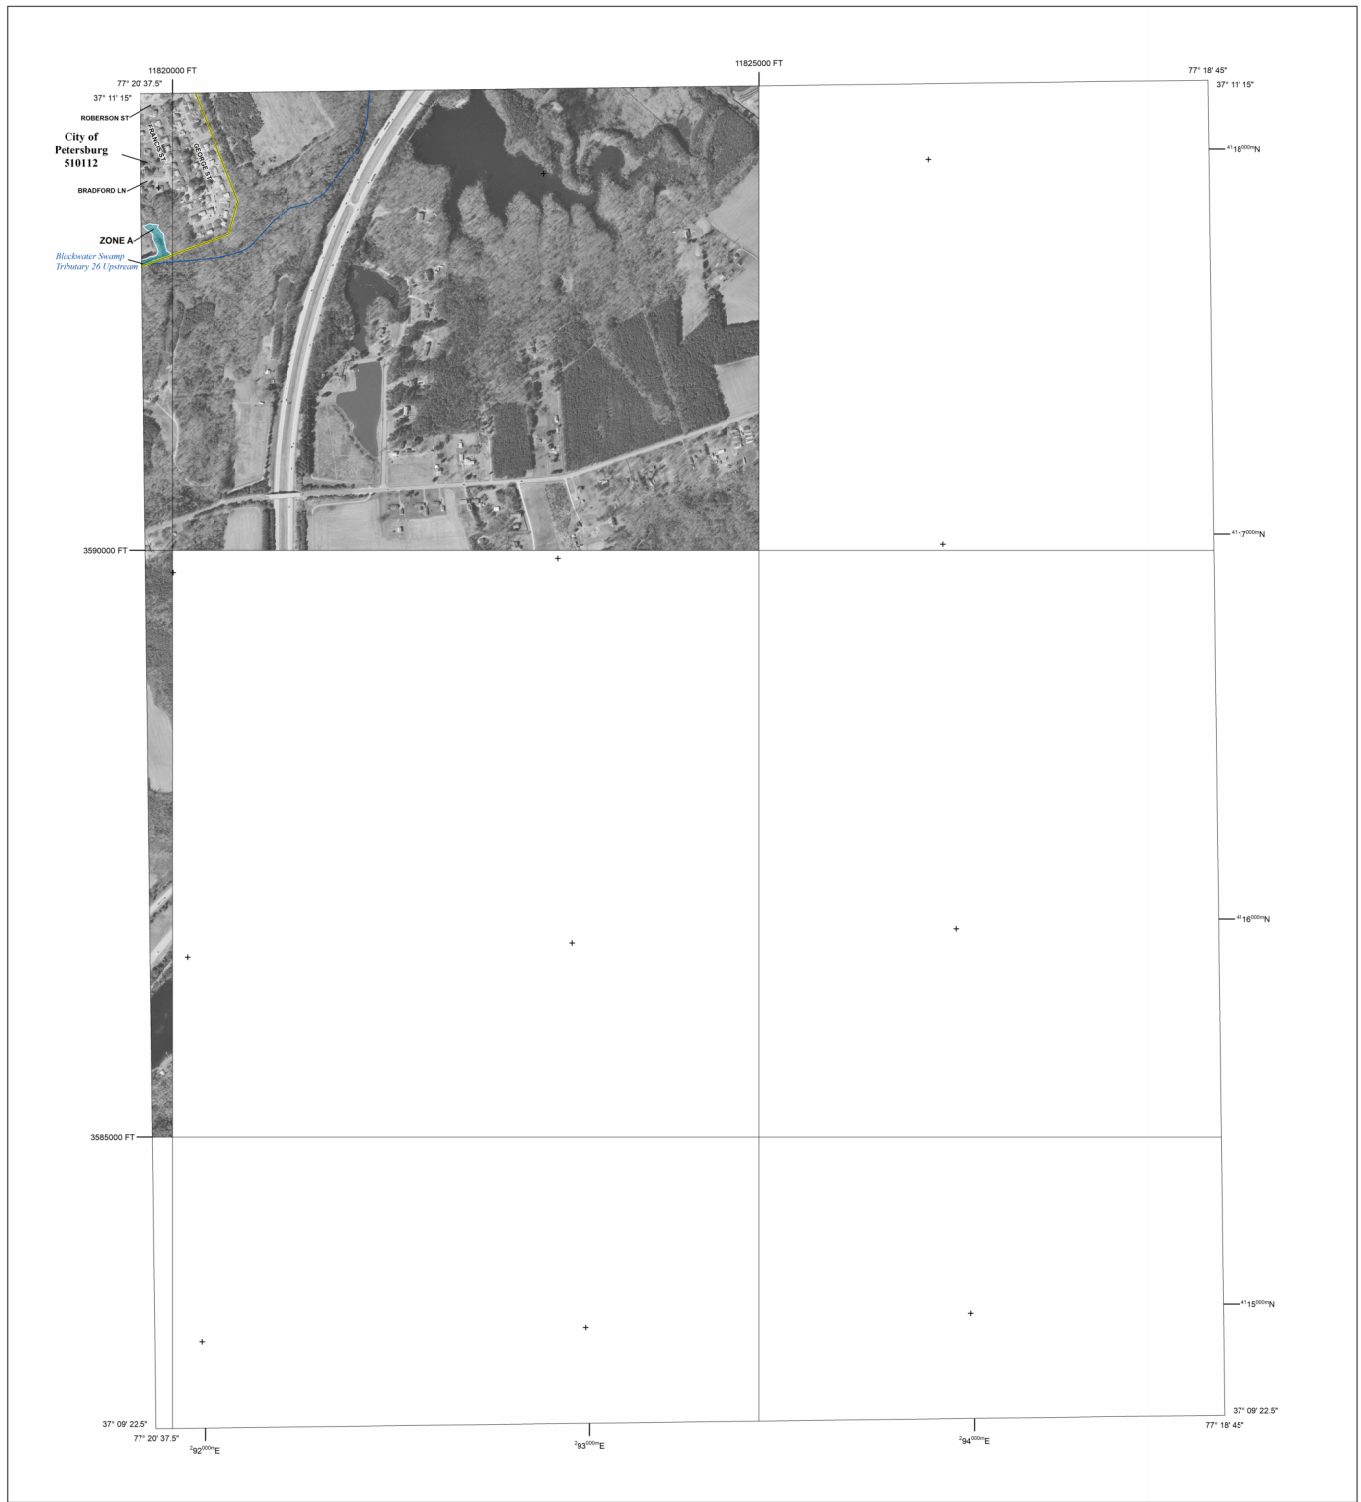 11820000 FT
11825000 FT
77° 20' 37.5"
77° 18' 45"
37° 11' 15"
37° 11' 15"
ROBERSON ST
FRANCIS ST
City of
Petersburg
510112
GEORGE ST
BRADFORD LN
ZONE A
Blackwater Swamp
Tributary 26 Upstream
4118000mN
3590000 FT
4117000mN
4116000mN
3585000 FT
4115000mN
37° 09' 22.5"
37° 09' 22.5"
77° 20' 37.5"
77° 18' 45"
292000mE
293000mE
294000mE